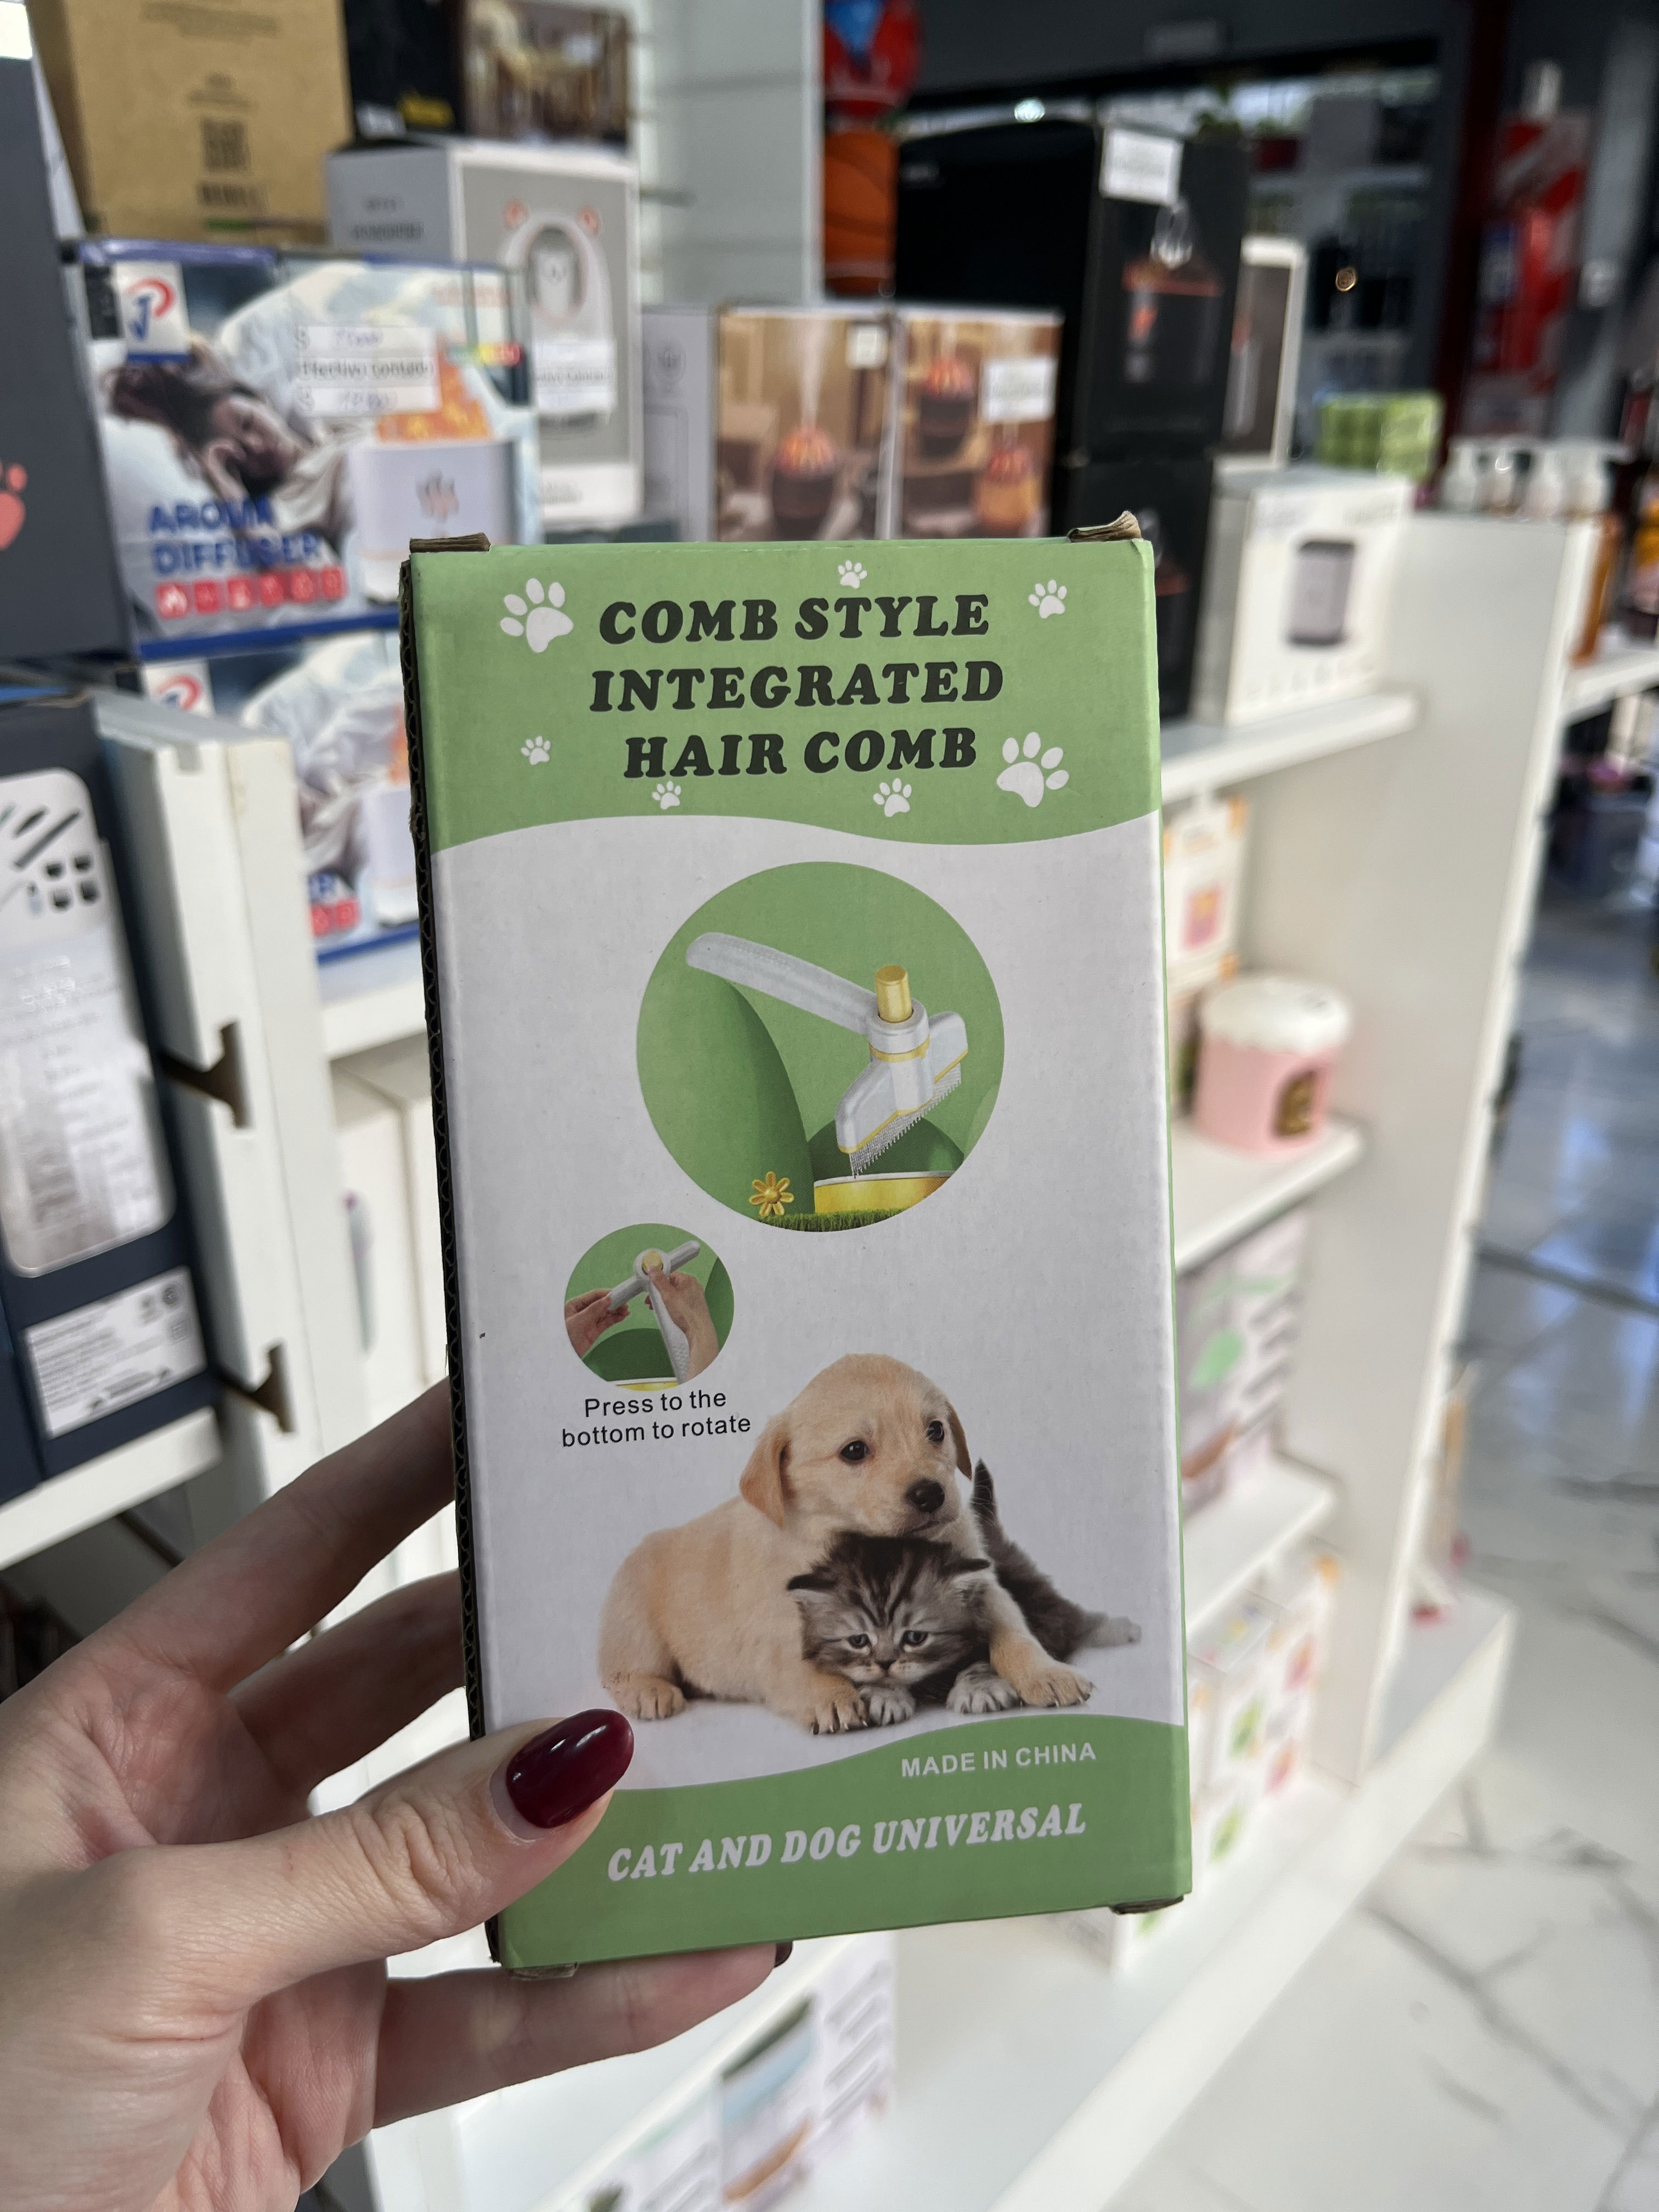 COMB STYLE
INTEGRATED
HAIR COMB
Press to the
bottom to rotate
MADE IN CHINA
CAT AND DOG UNIVERSAL
AROMA
DIFFUSER